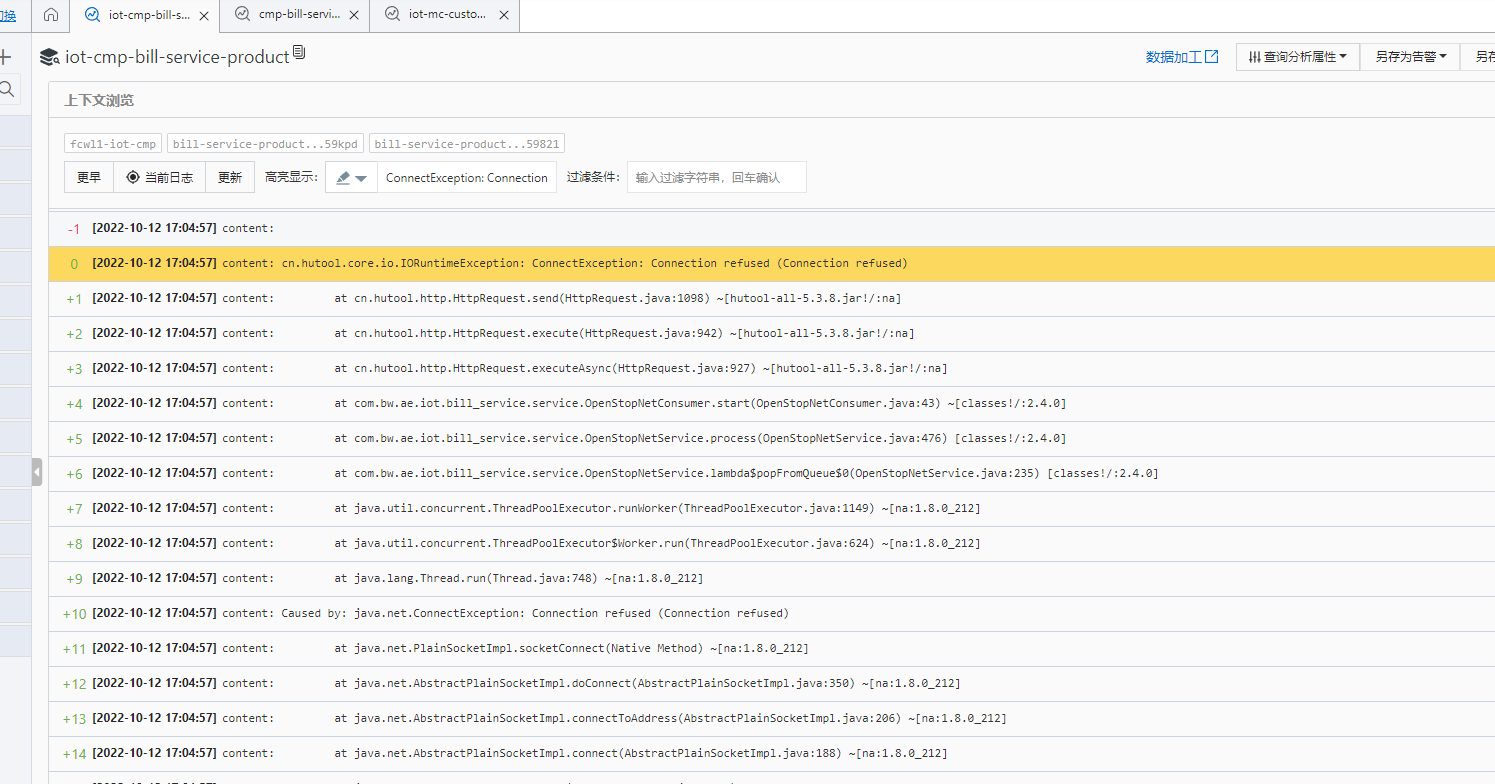 切换
iot-cmp-bill-s...
cmp-bill-servi...
iot-mc-custo...
iot-cmp-bill-service-product
数据加工
查询分析属性
另存为告警
另存
上下文浏览
fcwl1-iot-cmp
bill-service-product...59kpd
bill-service-product...59821
更早
当前日志
更新
高亮显示:
ConnectException: Connection
过滤条件:
输入过滤字符串，回车确认
-1 [2022-10-12 17:04:57] content:
0 [2022-10-12 17:04:57] content: cn.hutool.core.io.IORuntimeException: ConnectException: Connection refused (Connection refused)
+1 [2022-10-12 17:04:57] content: at cn.hutool.http.HttpRequest.send(HttpRequest.java:1098) ~[hutool-all-5.3.8.jar!/:na]
+2 [2022-10-12 17:04:57] content: at cn.hutool.http.HttpRequest.execute(HttpRequest.java:942) ~[hutool-all-5.3.8.jar!/:na]
+3 [2022-10-12 17:04:57] content: at cn.hutool.http.HttpRequest.executeAsync(HttpRequest.java:927) ~[hutool-all-5.3.8.jar!/:na]
+4 [2022-10-12 17:04:57] content: at com.bw.ae.iot.bill_service.service.OpenStopNetConsumer.start(OpenStopNetConsumer.java:43) ~[classes!/:2.4.0]
+5 [2022-10-12 17:04:57] content: at com.bw.ae.iot.bill_service.service.OpenStopNetService.process(OpenStopNetService.java:476) [classes!/:2.4.0]
+6 [2022-10-12 17:04:57] content: at com.bw.ae.iot.bill_service.service.OpenStopNetService.lambda$popFromQueue$0(OpenStopNetService.java:235) [classes!/:2.4.0]
+7 [2022-10-12 17:04:57] content: at java.util.concurrent.ThreadPoolExecutor.runWorker(ThreadPoolExecutor.java:1149) ~[na:1.8.0_212]
+8 [2022-10-12 17:04:57] content: at java.util.concurrent.ThreadPoolExecutor$Worker.run(ThreadPoolExecutor.java:624) ~[na:1.8.0_212]
+9 [2022-10-12 17:04:57] content: at java.lang.Thread.run(Thread.java:748) ~[na:1.8.0_212]
+10 [2022-10-12 17:04:57] content: Caused by: java.net.ConnectException: Connection refused (Connection refused)
+11 [2022-10-12 17:04:57] content: at java.net.PlainSocketImpl.socketConnect(Native Method) ~[na:1.8.0_212]
+12 [2022-10-12 17:04:57] content: at java.net.AbstractPlainSocketImpl.doConnect(AbstractPlainSocketImpl.java:350) ~[na:1.8.0_212]
+13 [2022-10-12 17:04:57] content: at java.net.AbstractPlainSocketImpl.connectToAddress(AbstractPlainSocketImpl.java:206) ~[na:1.8.0_212]
+14 [2022-10-12 17:04:57] content: at java.net.AbstractPlainSocketImpl.connect(AbstractPlainSocketImpl.java:188) ~[na:1.8.0_212]